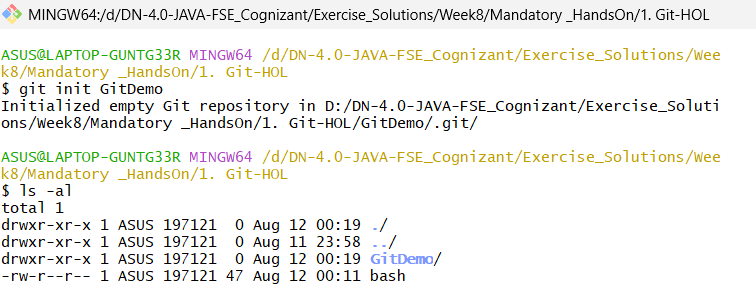 MINGW64:/d/DN-4.0-JAVA-FSE_Cognizant/Exercise_Solutions/Week8/Mandatory _HandsOn/1. Git-HOL
ASUS@LAPTOP-GUNTG33R MINGW64 /d/DN-4.0-JAVA-FSE_Cognizant/Exercise_Solutions/Wee
k8/Mandatory _HandsOn/1. Git-HOL
$ git init GitDemo
Initialized empty Git repository in D:/DN-4.0-JAVA-FSE_Cognizant/Exercise_Soluti
ons/Week8/Mandatory _HandsOn/1. Git-HOL/GitDemo/.git/
ASUS@LAPTOP-GUNTG33R MINGW64 /d/DN-4.0-JAVA-FSE_Cognizant/Exercise_Solutions/Wee
k8/Mandatory _HandsOn/1. Git-HOL
$ ls -al
total 1
drwxr-xr-x 1 ASUS 197121  0 Aug 12 00:19 ./
drwxr-xr-x 1 ASUS 197121  0 Aug 11 23:58 ../
drwxr-xr-x 1 ASUS 197121  0 Aug 12 00:19 GitDemo/
-rw-r--r-- 1 ASUS 197121 47 Aug 12 00:11 bash